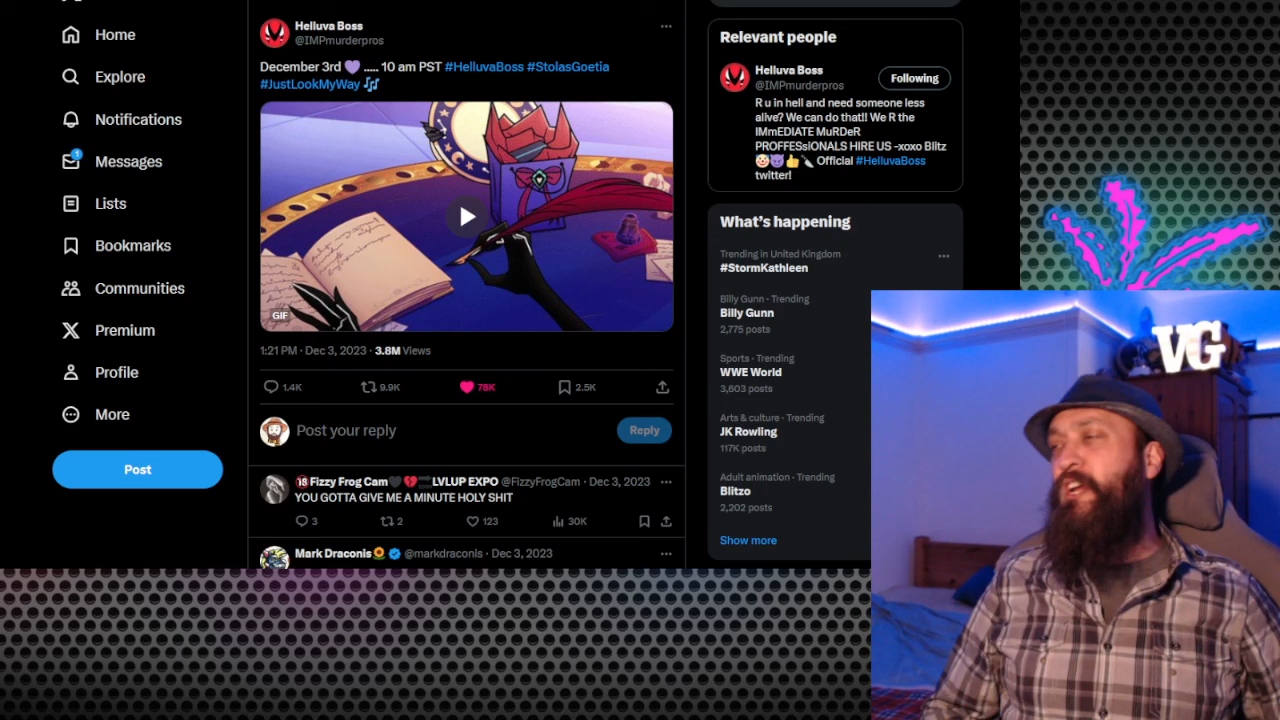 Home
Explore
Notifications
1
Messages
Lists
Bookmarks
Communities
Premium
Profile
More
Post
Helluva Boss
@IMPmurderpros
December 3rd 💜 ..... 10 am PST #HelluvaBoss #StolasGoetia
#JustLookMyWay 🎶
GIF
1:21 PM · Dec 3, 2023 · 3.8M Views
1.4K 9.9K 78K 2.5K
Post your reply
Reply
🔞Fizzy Frog Cam🖤💔 LVLUP EXPO @FizzyFrogCam · Dec 3, 2023
YOU GOTTA GIVE ME A MINUTE HOLY SHIT
3 2 123 30K
Mark Draconis🌻 @markdraconis · Dec 3, 2023
Relevant people
Helluva Boss
@IMPmurderpros
Following
R u in hell and need someone less
alive? We can do that!! We R the
IMmEDIATE MuRDeR
PROFFESsIONALS HIRE US -xoxo Blitz
🤡😈👍🔪 Official #HelluvaBoss
twitter!
What's happening
Trending in United Kingdom
#StormKathleen
Billy Gunn · Trending
Billy Gunn
2,775 posts
Sports · Trending
WWE World
3,603 posts
Arts & culture · Trending
JK Rowling
117K posts
Adult animation · Trending
Blitzo
2,202 posts
Show more
VG